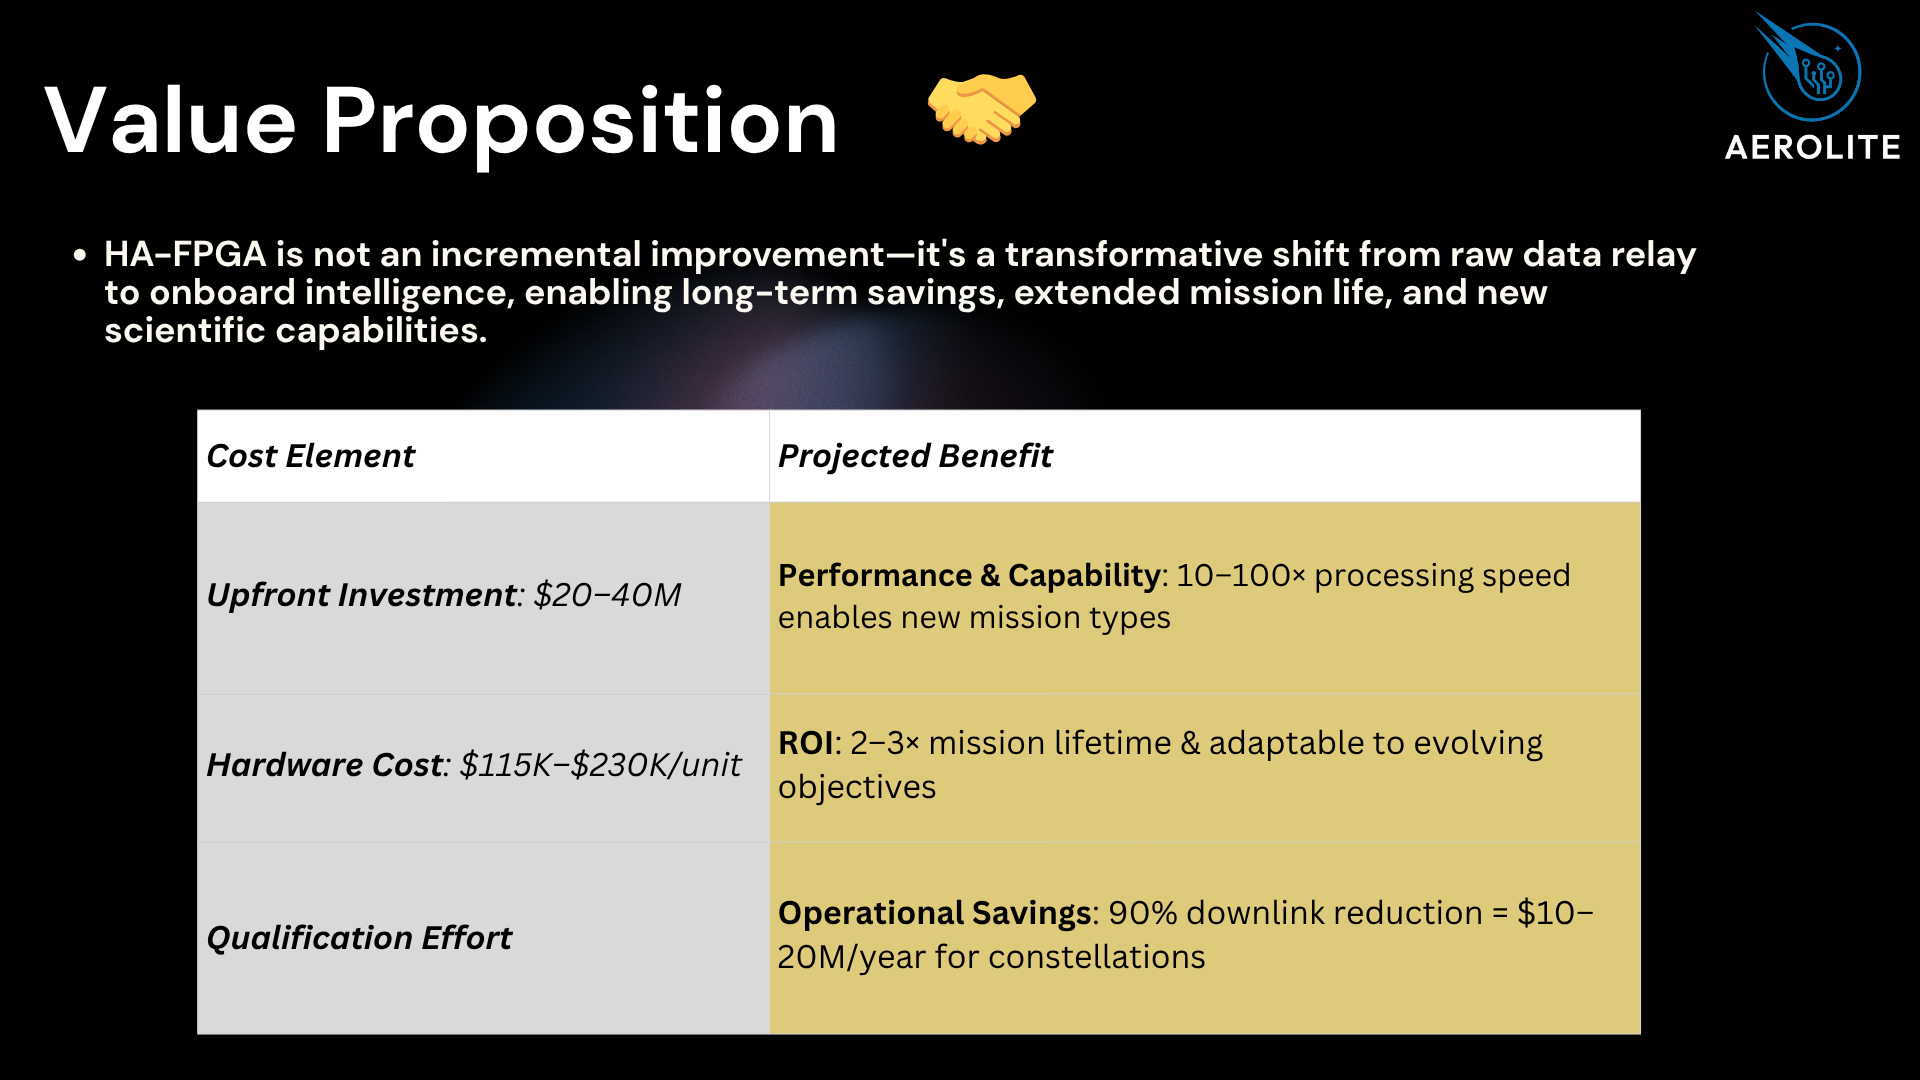 Value Proposition
AEROLITE
• HA-FPGA is not an incremental improvement—it's a transformative shift from raw data relay
to onboard intelligence, enabling long-term savings, extended mission life, and new
scientific capabilities.
Cost Element
Projected Benefit
Upfront Investment: $20–40M
Performance & Capability: 10–100× processing speed
enables new mission types
Hardware Cost: $115K–$230K/unit
ROI: 2–3× mission lifetime & adaptable to evolving
objectives
Qualification Effort
Operational Savings: 90% downlink reduction = $10–
20M/year for constellations